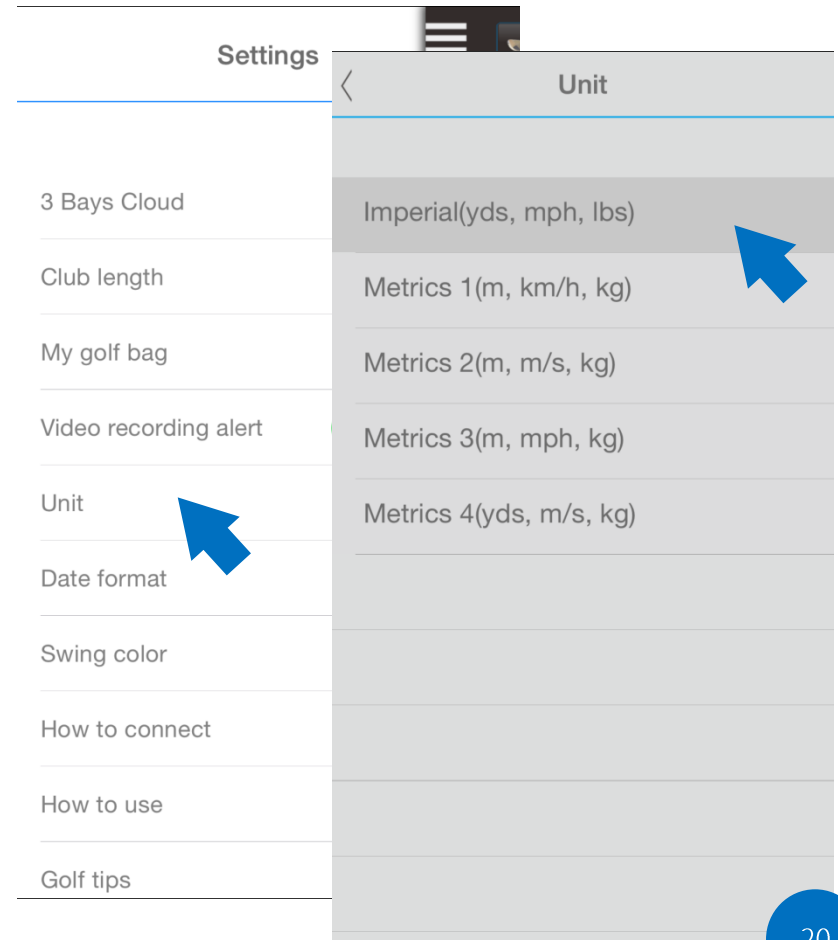 Settings
3 Bays Cloud
Club length
My golf bag
Video recording alert
Unit
Date format
Swing color
How to connect
How to use
Golf tips
Unit
Imperial(yds, mph, lbs)
Metrics 1(m, km/h, kg)
Metrics 2(m, m/s, kg)
Metrics 3(m, mph, kg)
Metrics 4(yds, m/s, kg)
20